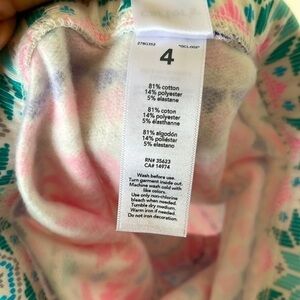 4
81% cotton
14% polyester
5% elastane
81% coton
14% polyester
5% élasthanne
81% algodón
14% poliéster
5% elastano
RN# 35623
CA# 14974
Wash before use.
Turn garment inside out.
Machine wash cold with
like colors.
Use only non-chlorine
bleach when needed.
Tumble dry medium.
Warm iron if needed.
Do not iron decoration.